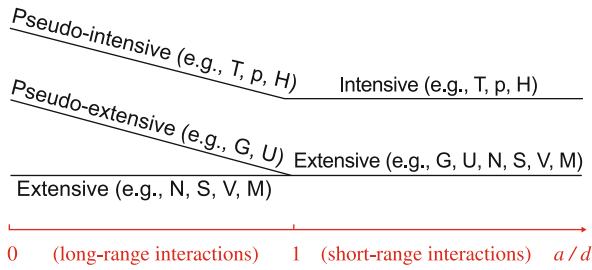 Pseudo-intensive (e.g., T, p, H)
Intensive (e.g., T, p, H)
Pseudo-extensive (e.g., G, U)
Extensive (e.g., G, U, N, S, V, M)
Extensive (e.g., N, S, V, M)
0 (long-range interactions) 1 (short-range interactions) a / d